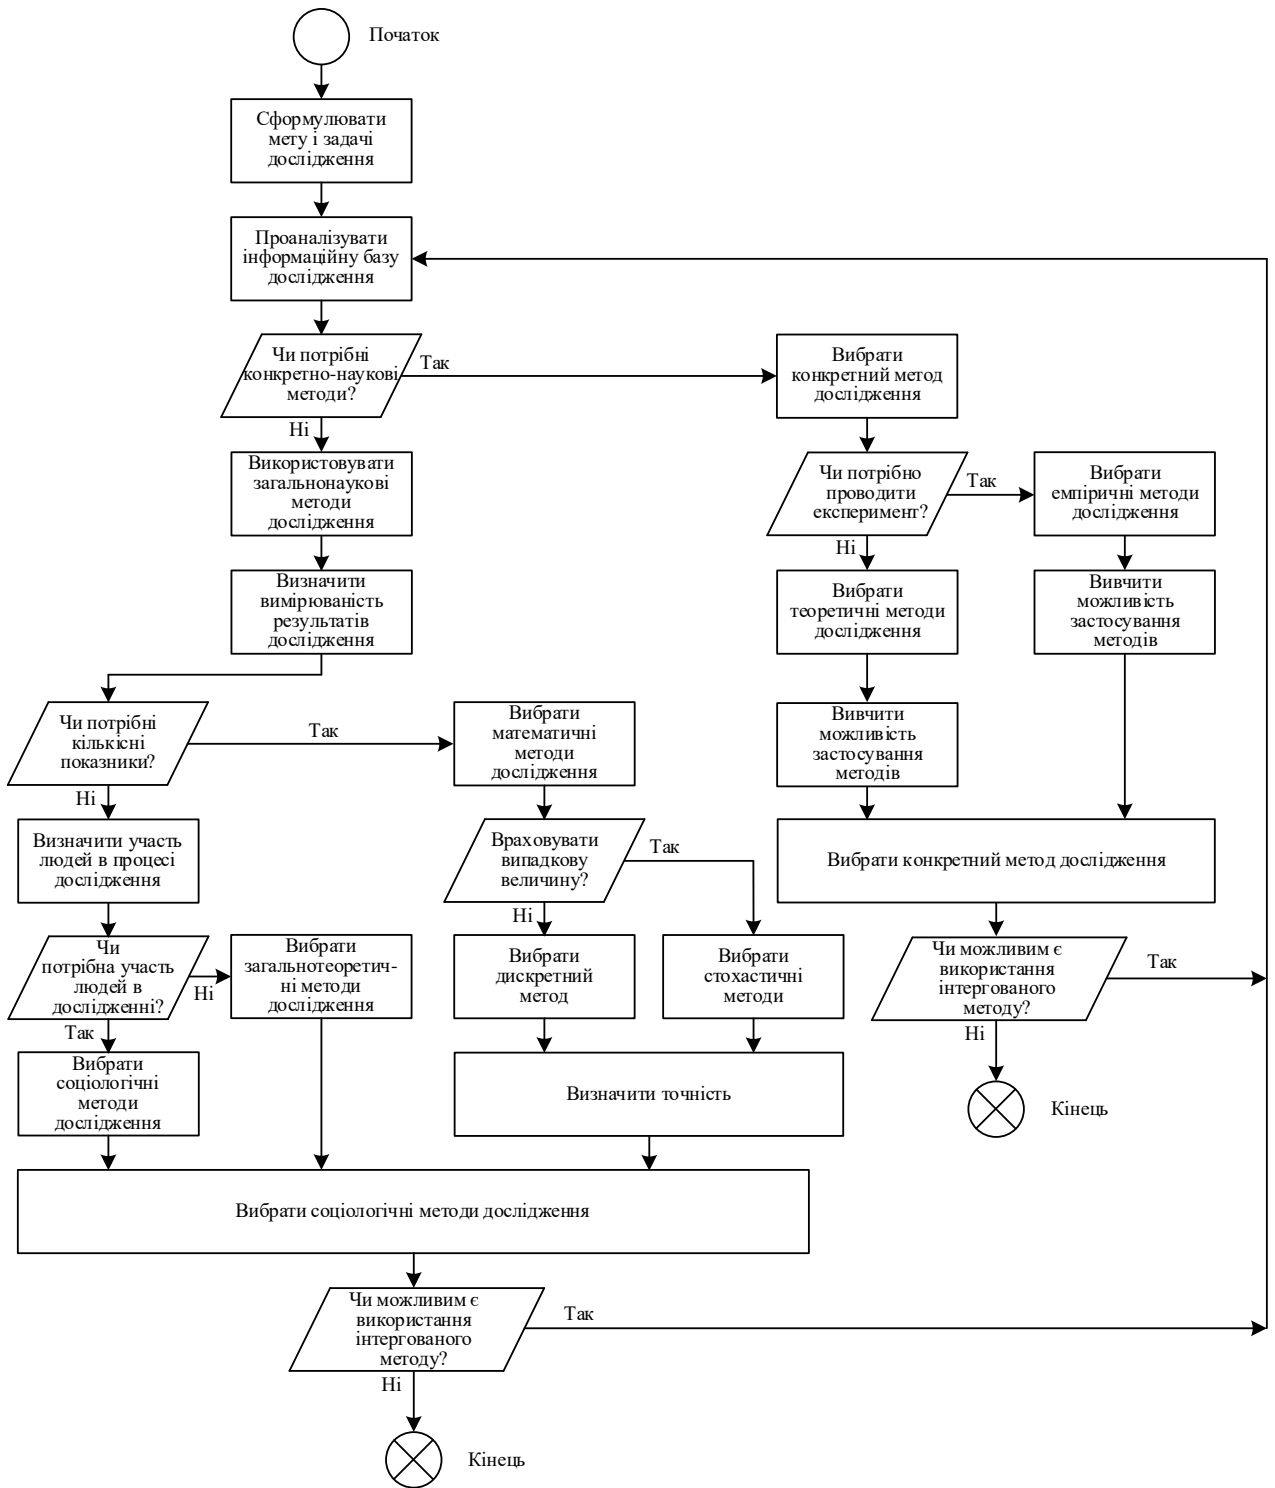 Початок
Сформулювати
мету і задачі
дослідження
Проаналізувати
інформаційну базу
дослідження
Чи потрібні
конкретно-наукові
методи?
Так
Вибрати
конкретний метод
дослідження
Ні
Використовувати
загальнонаукові
методи
дослідження
Чи потрібно
проводити
експеримент?
Так
Вибрати
емпіричні методи
дослідження
Ні
Визначити
вимірюваність
результатів
дослідження
Вибрати
теоретичні методи
дослідження
Вивчити
можливість
застосування
методів
Чи потрібні
кількісні
показники?
Так
Вибрати
математичні
методи
дослідження
Вивчити
можливість
застосування
методів
Ні
Визначити участь
людей в процесі
дослідження
Враховувати
випадкову
величину?
Так
Вибрати конкретний метод дослідження
Ні
Чи
потрібна участь
людей в
дослідженні?
Ні
Вибрати
загальнотеоретич-
ні методи
дослідження
Вибрати
дискретний
метод
Вибрати
стохастичні
методи
Чи можливим є
використання
інтергованого
методу?
Так
Так
Ні
Вибрати
соціологічні
методи
дослідження
Визначити точність
Кінець
Вибрати соціологічні методи дослідження
Чи можливим є
використання
інтергованого
методу?
Так
Ні
Кінець